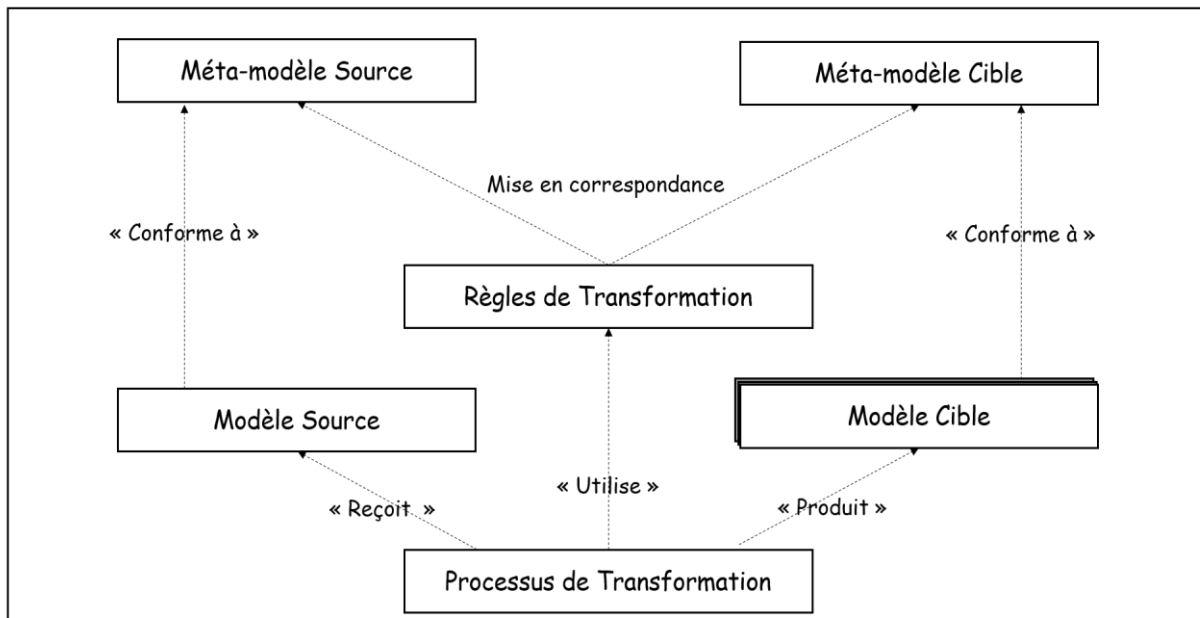 Méta-modèle Source
Méta-modèle Cible
Mise en correspondance
« Conforme à »
« Conforme à »
Règles de Transformation
Modèle Source
Modèle Cible
« Utilise »
« Reçoit »
« Produit »
Processus de Transformation